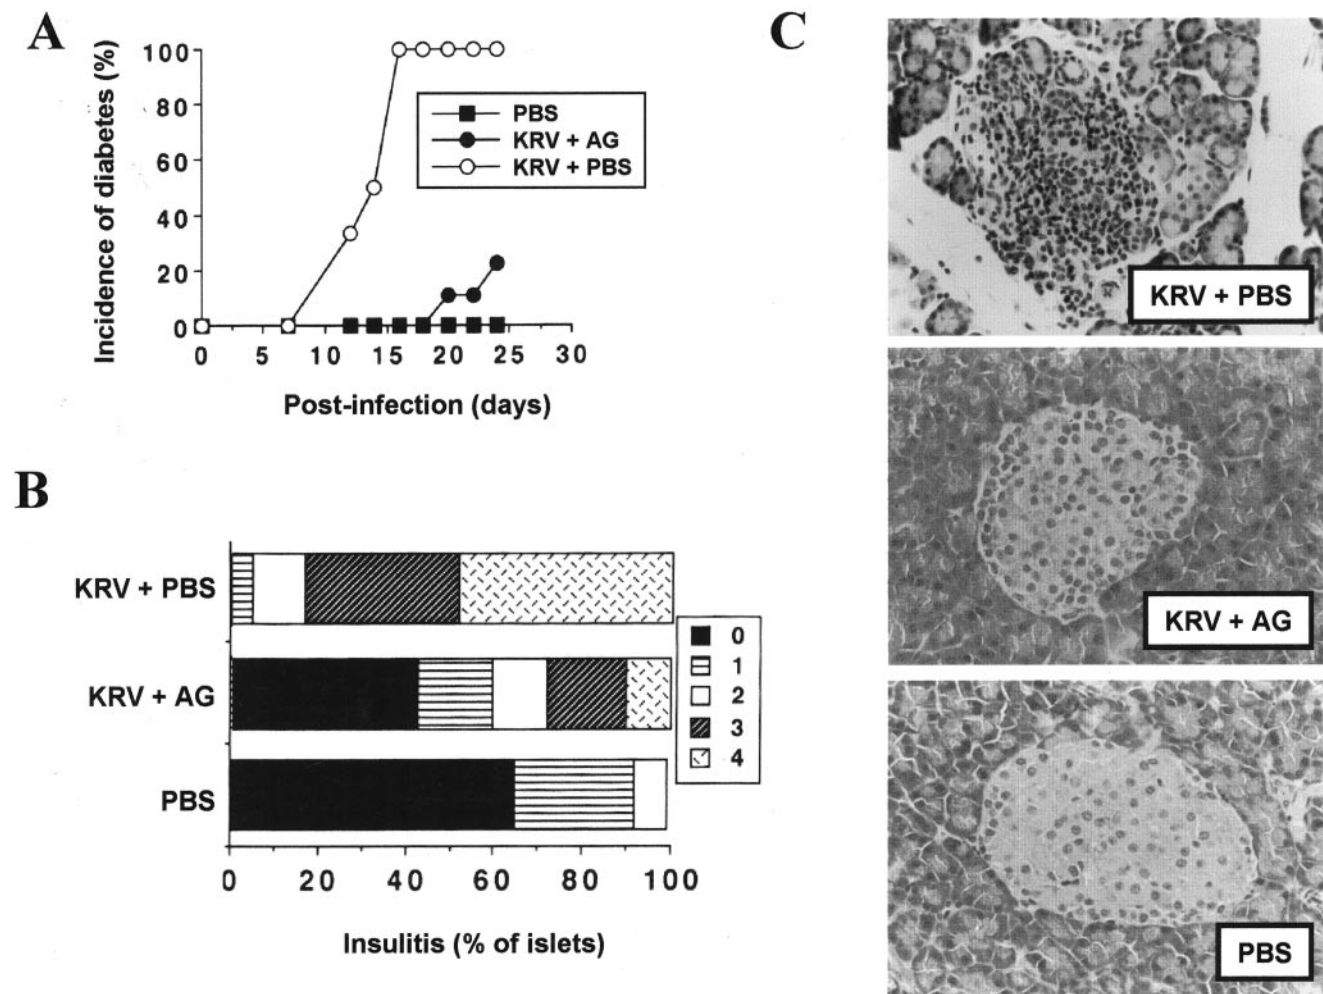 A
Incidence of diabetes (%)
100
80
60
40
20
0
0 5 10 15 20 25 30
Post-infection (days)
PBS
KRV + AG
KRV + PBS
B
KRV + PBS
KRV + AG
PBS
0
1
2
3
4
0 20 40 60 80 100
Insulitis (% of islets)
C
KRV + PBS
KRV + AG
PBS